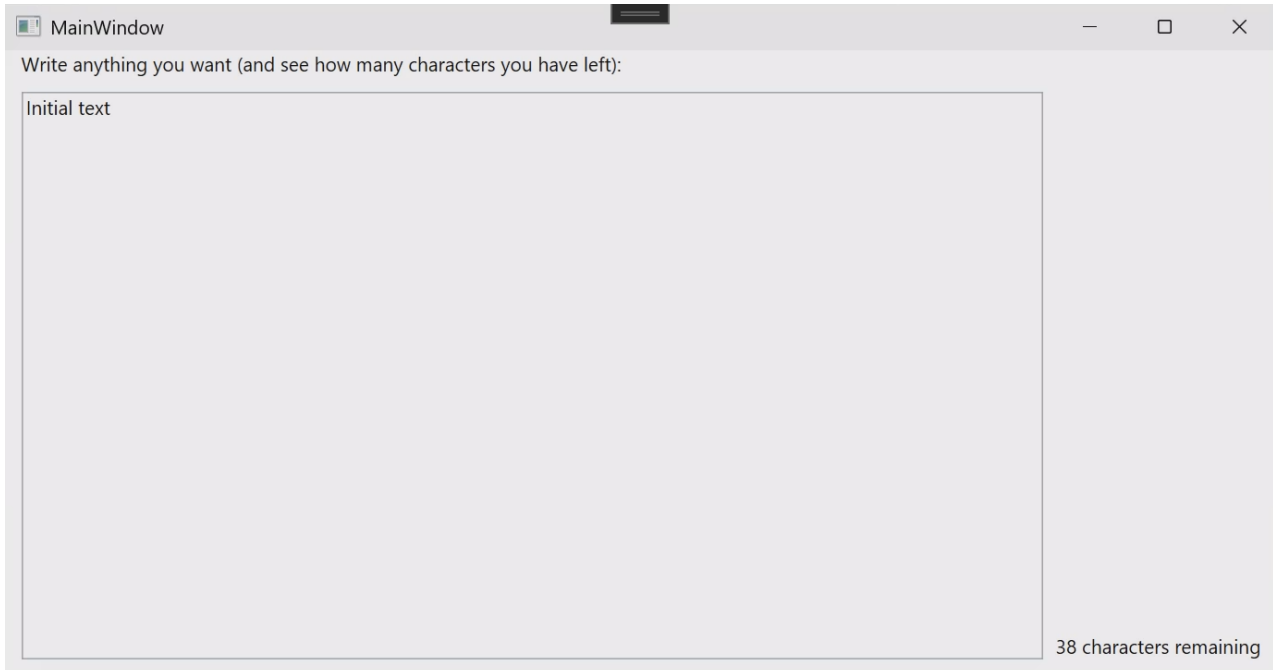 MainWindow
Write anything you want (and see how many characters you have left):
Initial text
38 characters remaining